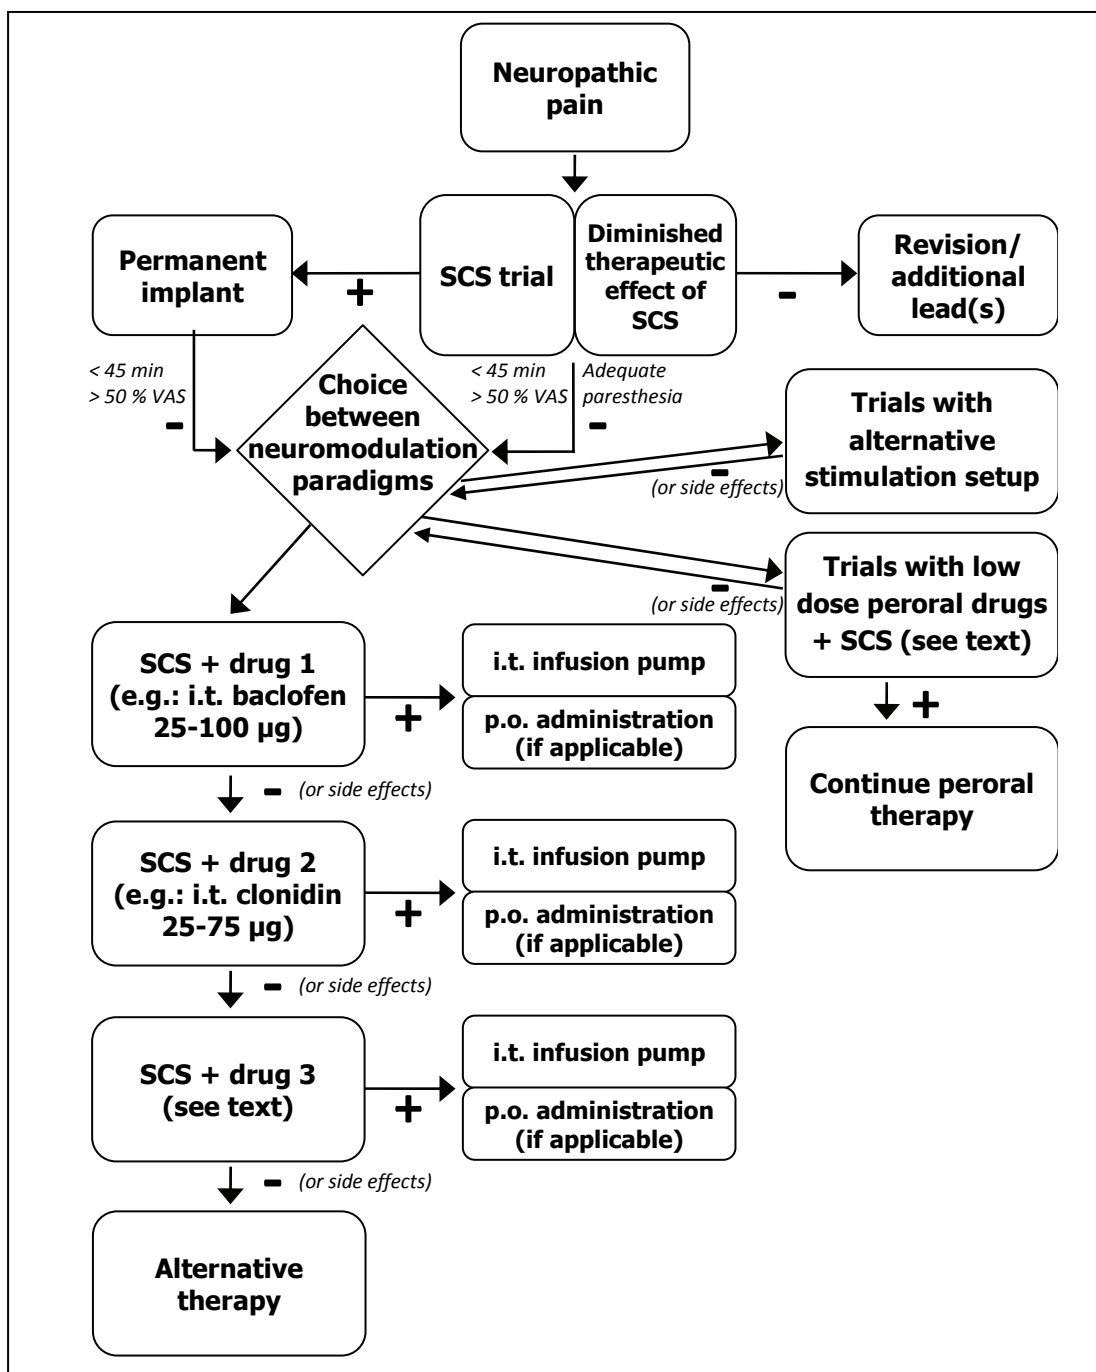 Neuropathic
pain
Permanent
implant
+
SCS trial
Diminished
therapeutic
effect of
SCS
-
Revision/
additional
lead(s)
< 45 min
> 50 % VAS
-
< 45 min
> 50 % VAS
Adequate
paresthesia
-
Choice
between
neuromodulation
paradigms
Trials with
alternative
stimulation setup
-
(or side effects)
Trials with low
dose peroral drugs
+ SCS (see text)
-
(or side effects)
+
Continue peroral
therapy
SCS + drug 1
(e.g.: i.t. baclofen
25-100 µg)
+
i.t. infusion pump
p.o. administration
(if applicable)
- (or side effects)
SCS + drug 2
(e.g.: i.t. clonidin
25-75 µg)
+
i.t. infusion pump
p.o. administration
(if applicable)
- (or side effects)
SCS + drug 3
(see text)
+
i.t. infusion pump
p.o. administration
(if applicable)
- (or side effects)
Alternative
therapy